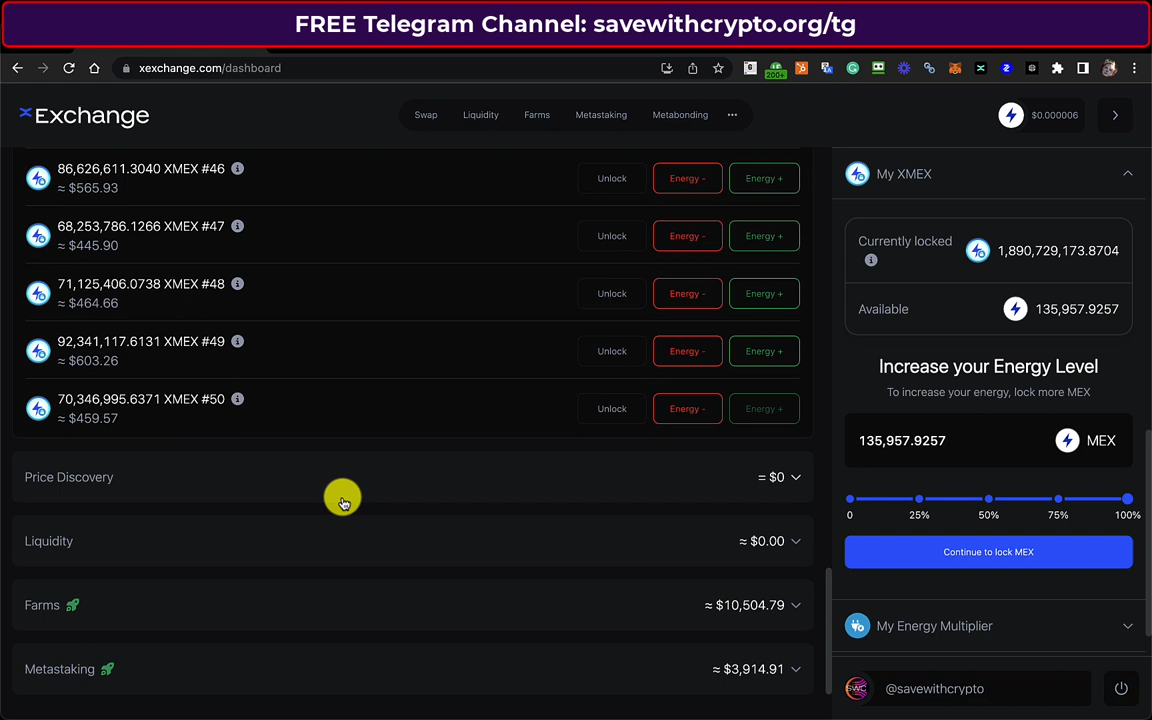 FREE Telegram Channel: savewithcrypto.org/tg
xexchange.com/dashboard
200+
xExchange
Swap
Liquidity
Farms
Metastaking
Metabonding
$0.000006
86,626,611.3040 XMEX #46
≈ $565.93
Unlock
Energy -
Energy +
68,253,786.1266 XMEX #47
≈ $445.90
Unlock
Energy -
Energy +
71,125,406.0738 XMEX #48
≈ $464.66
Unlock
Energy -
Energy +
92,341,117.6131 XMEX #49
≈ $603.26
Unlock
Energy -
Energy +
70,346,995.6371 XMEX #50
≈ $459.57
Unlock
Energy -
Energy +
Price Discovery
= $0
Liquidity
≈ $0.00
Farms
≈ $10,504.79
Metastaking
≈ $3,914.91
My XMEX
Currently locked
1,890,729,173.8704
Available
135,957.9257
Increase your Energy Level
To increase your energy, lock more MEX
135,957.9257
MEX
0 25% 50% 75% 100%
Continue to lock MEX
My Energy Multiplier
SWC
@savewithcrypto